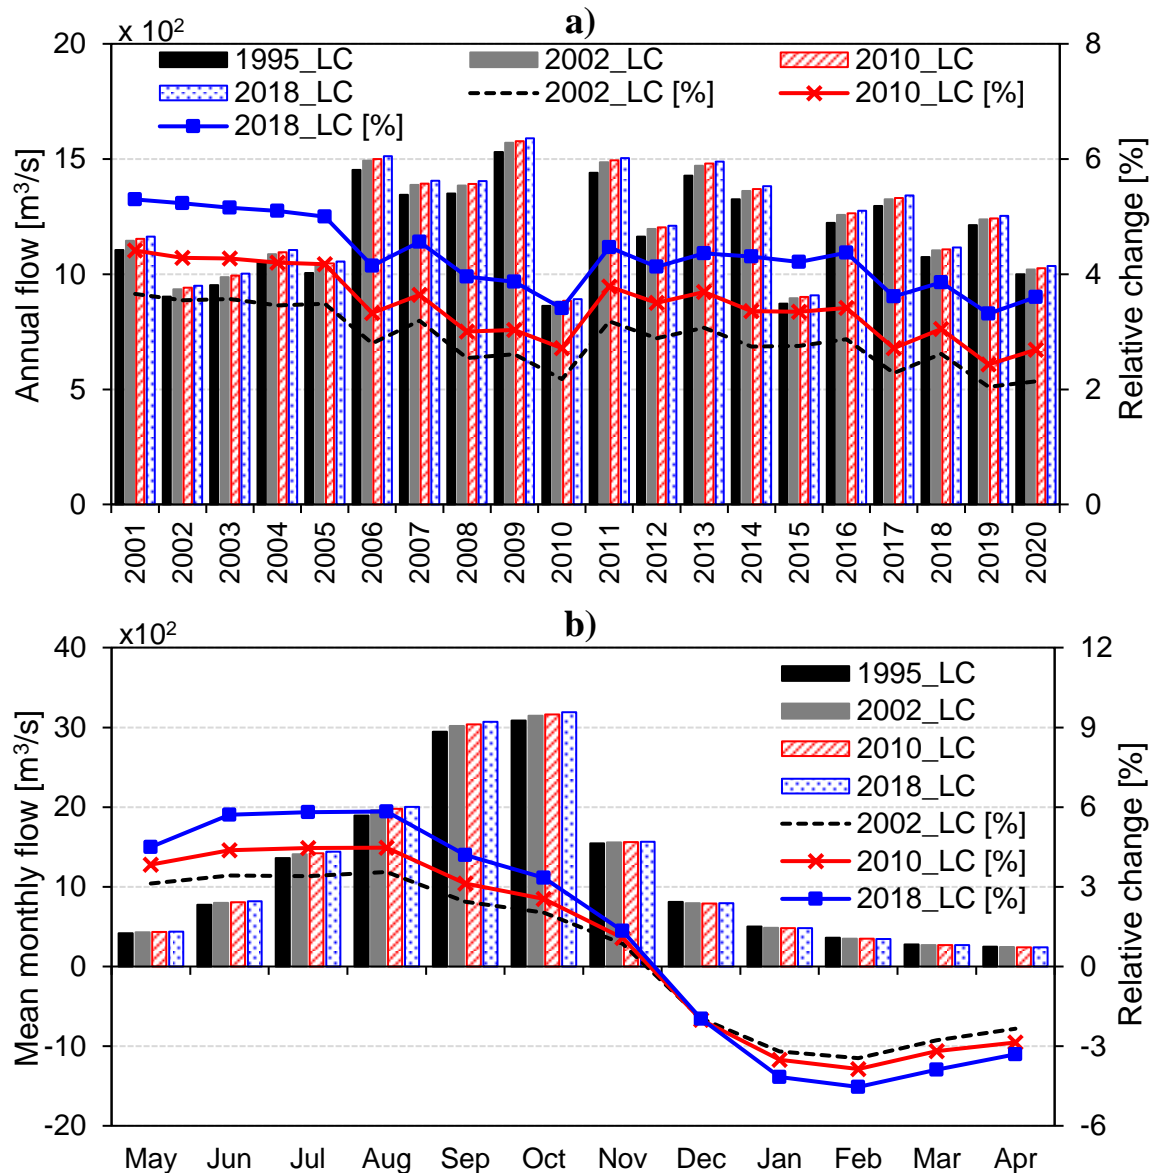 a)
x 10²
20
15
10
5
0
Annual flow [m³/s]
1995_LC 2002_LC 2010_LC
2018_LC 2002_LC [%] 2010_LC [%]
2018_LC [%]
8
6
4
2
0
Relative change [%]
2001 2002 2003 2004 2005 2006 2007 2008 2009 2010 2011 2012 2013 2014 2015 2016 2017 2018 2019 2020
b)
x10²
40
30
20
10
0
-10
-20
Mean monthly flow [m³/s]
1995_LC
2002_LC
2010_LC
2018_LC
2002_LC [%]
2010_LC [%]
2018_LC [%]
12
9
6
3
0
-3
-6
Relative change [%]
May Jun Jul Aug Sep Oct Nov Dec Jan Feb Mar Apr